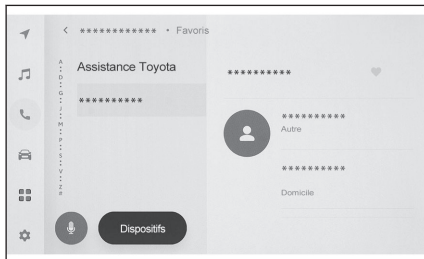 < ************ • Favoris
A
•
D
•
G
•
J
•
M
•
P
•
S
•
V
•
Z
#
Assistance Toyota
**********
Dispositifs
**********
**********
Autre
**********
Domicile